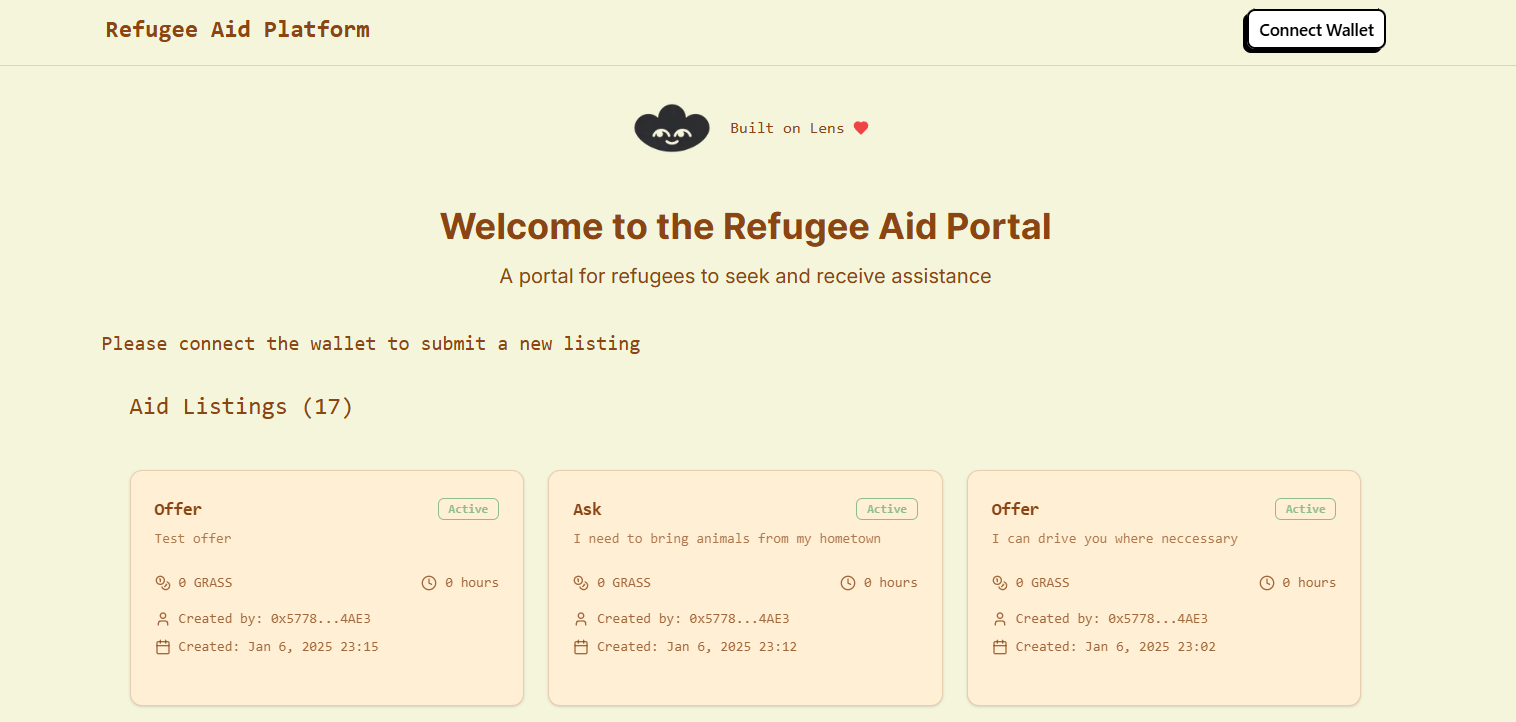 Refugee Aid Platform
Connect Wallet
Built on Lens
Welcome to the Refugee Aid Portal
A portal for refugees to seek and receive assistance
Please connect the wallet to submit a new listing
Aid Listings (17)
Offer
Active
Test offer
0 GRASS
0 hours
Created by: 0x5778...4AE3
Created: Jan 6, 2025 23:15
Ask
Active
I need to bring animals from my hometown
0 GRASS
0 hours
Created by: 0x5778...4AE3
Created: Jan 6, 2025 23:12
Offer
Active
I can drive you where neccessary
0 GRASS
0 hours
Created by: 0x5778...4AE3
Created: Jan 6, 2025 23:02